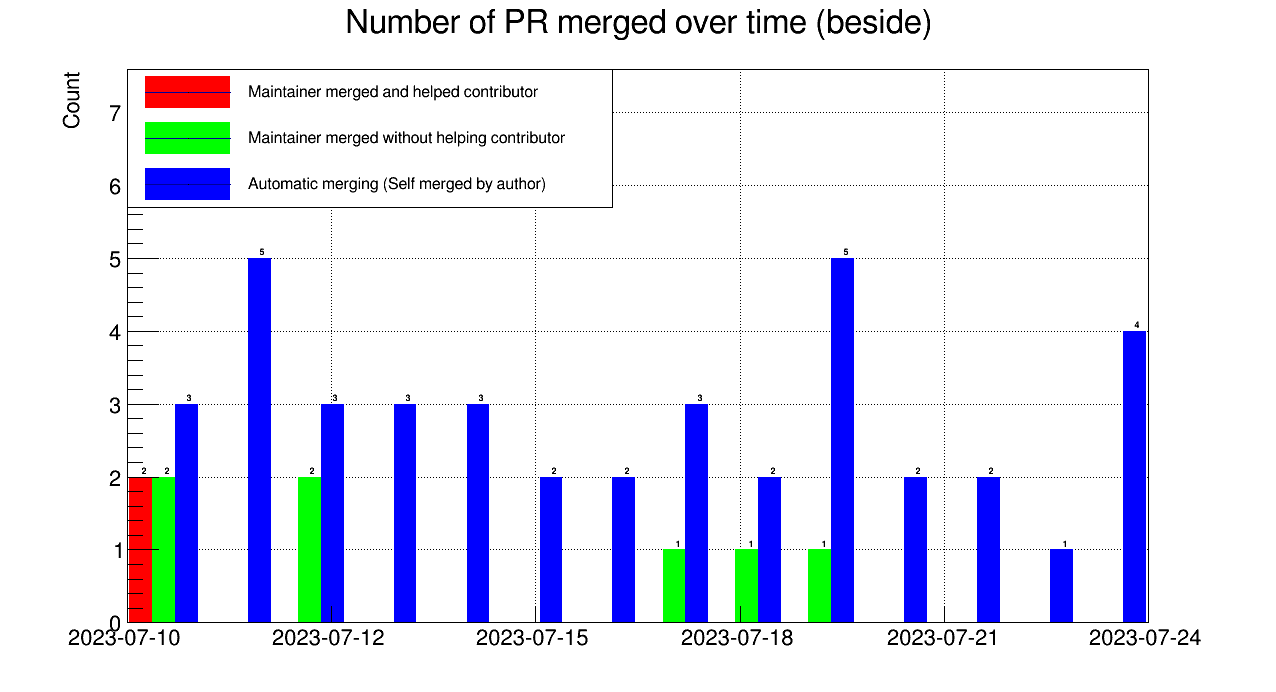 Number of PR merged over time (beside)
Count
Maintainer merged and helped contributor
Maintainer merged without helping contributor
Automatic merging (Self merged by author)
7
6
5
4
3
2
1
0
2 2 3 5 2 3 3 3 2 2 1 3 1 2 1 5 2 2 1 4
2023-07-10 2023-07-12 2023-07-15 2023-07-18 2023-07-21 2023-07-24